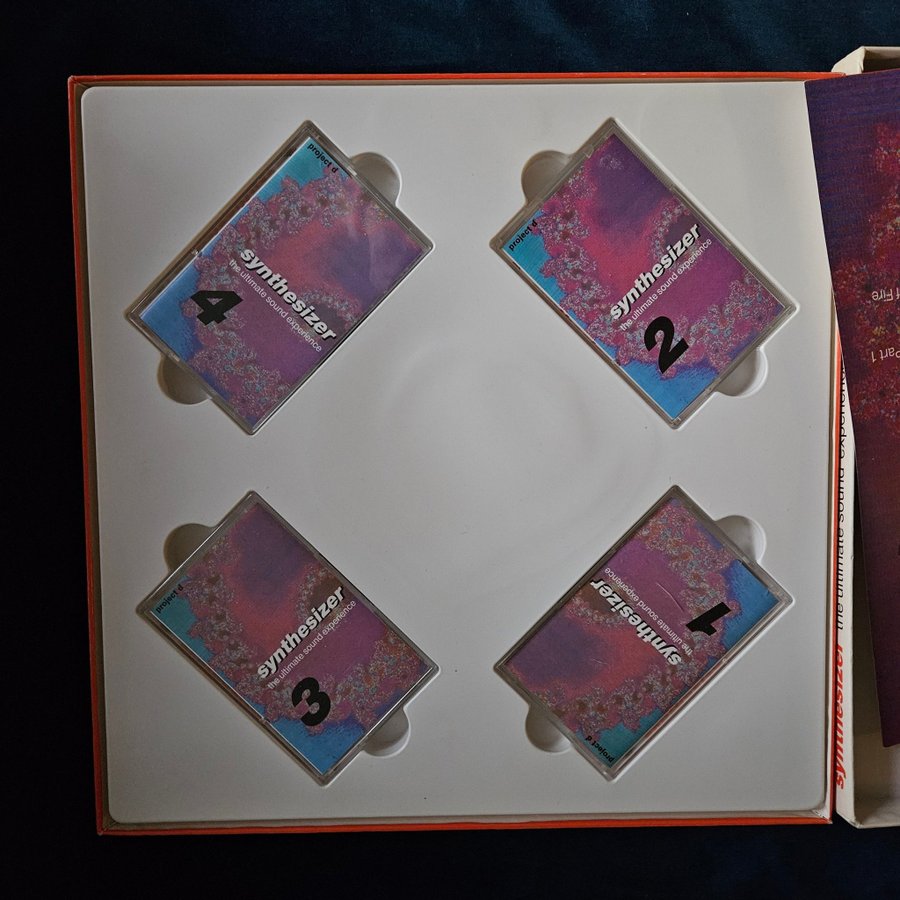 project d
synthesizer
the ultimate sound experience
4
project d
synthesizer
the ultimate sound experience
2
project d
synthesizer
the ultimate sound experience
3
project d
synthesizer
the ultimate sound experience
1
synthesizer the ultimate sound experience
f Fire
Part 1